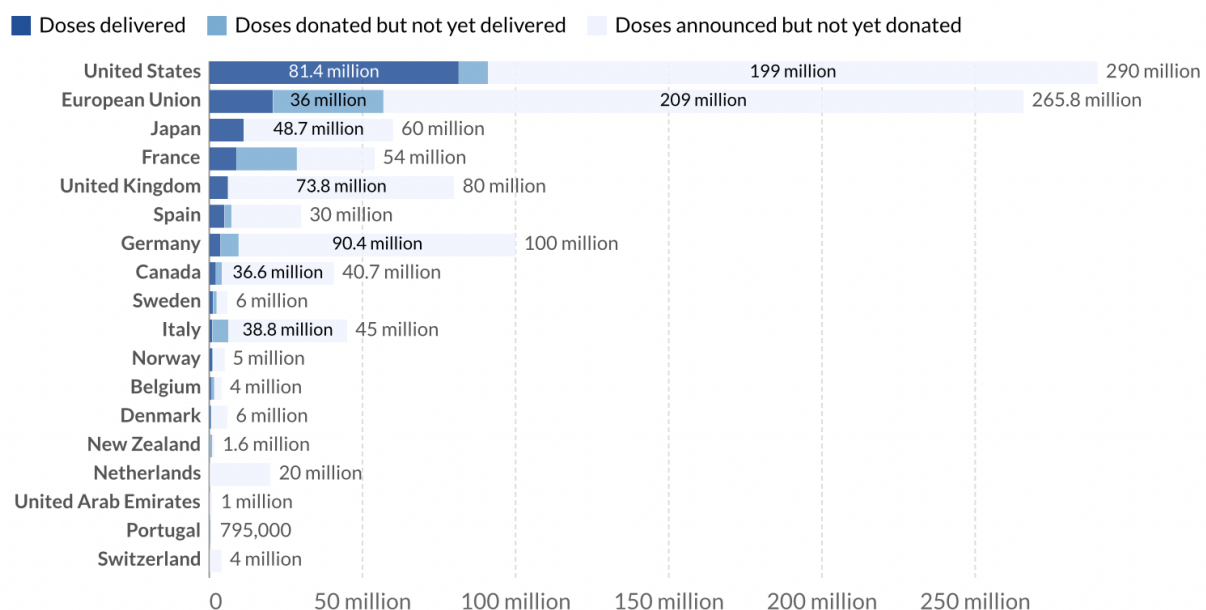 Doses delivered Doses donated but not yet delivered Doses announced but not yet donated
United States 81.4 million 199 million 290 million
European Union 36 million 209 million 265.8 million
Japan 48.7 million 60 million
France 54 million
United Kingdom 73.8 million 80 million
Spain 30 million
Germany 90.4 million 100 million
Canada 36.6 million 40.7 million
Sweden 6 million
Italy 38.8 million 45 million
Norway 5 million
Belgium 4 million
Denmark 6 million
New Zealand 1.6 million
Netherlands 20 million
United Arab Emirates 1 million
Portugal 795,000
Switzerland 4 million
0 50 million 100 million 150 million 200 million 250 million